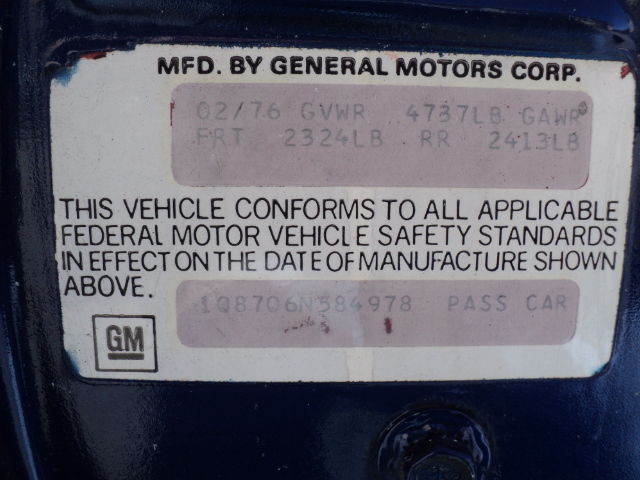 MFD. BY GENERAL MOTORS CORP.
02/76 GVWR 4737LB GAWR
FRT 2324LB RR 2413LB
THIS VEHICLE CONFORMS TO ALL APPLICABLE
FEDERAL MOTOR VEHICLE SAFETY STANDARDS
IN EFFECT ON THE DATE OF MANUFACTURE SHOWN
ABOVE.
1Q87Q6N584978 PASS CAR
GM